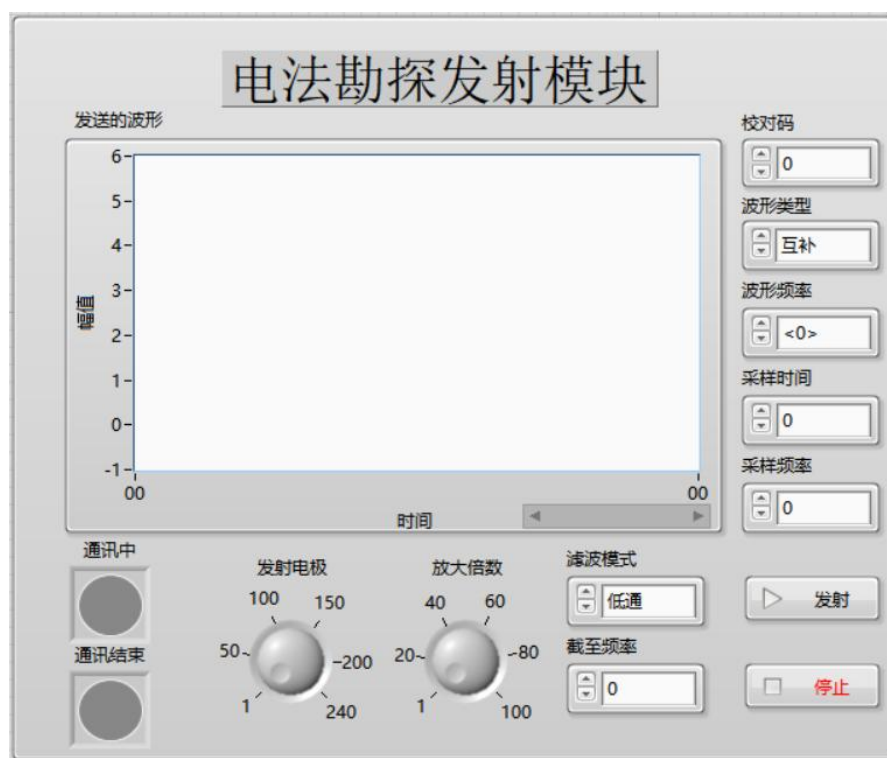 电法勘探发射模块
发送的波形
校对码
0
波形类型
互补
波形频率
<0>
采样时间
0
采样频率
0
幅值
6
5
4
3
2
1
0
-1
00
00
时间
通讯中
通讯结束
发射电极
1
50
100
150
200
240
放大倍数
1
20
40
60
80
100
滤波模式
低通
截至频率
0
发射
停止